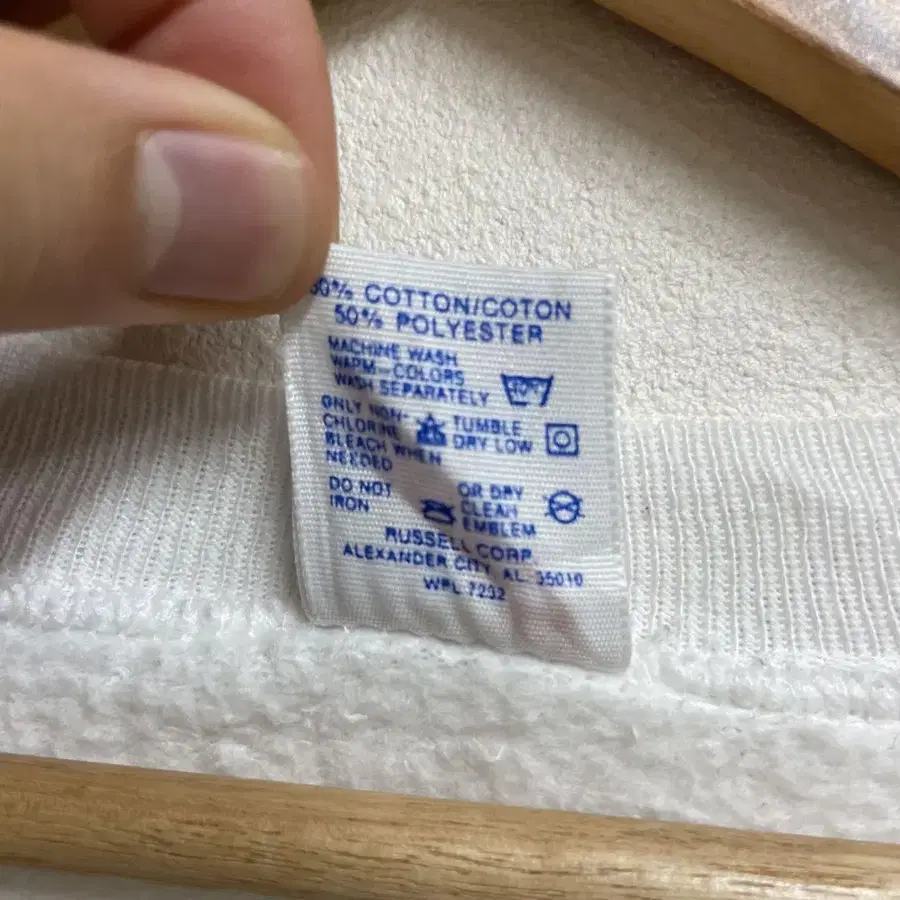 50% COTTON/COTON
50% POLYESTER
MACHINE WASH
WARM-COLORS
WASH SEPARATELY
ONLY NON-
CHLORINE
BLEACH WHEN
NEEDED
TUMBLE
DRY LOW
DO NOT
IRON
OR DRY
CLEAN
EMBLEM
RUSSELL CORP.
ALEXANDER CITY, AL 35010
WPL 7232